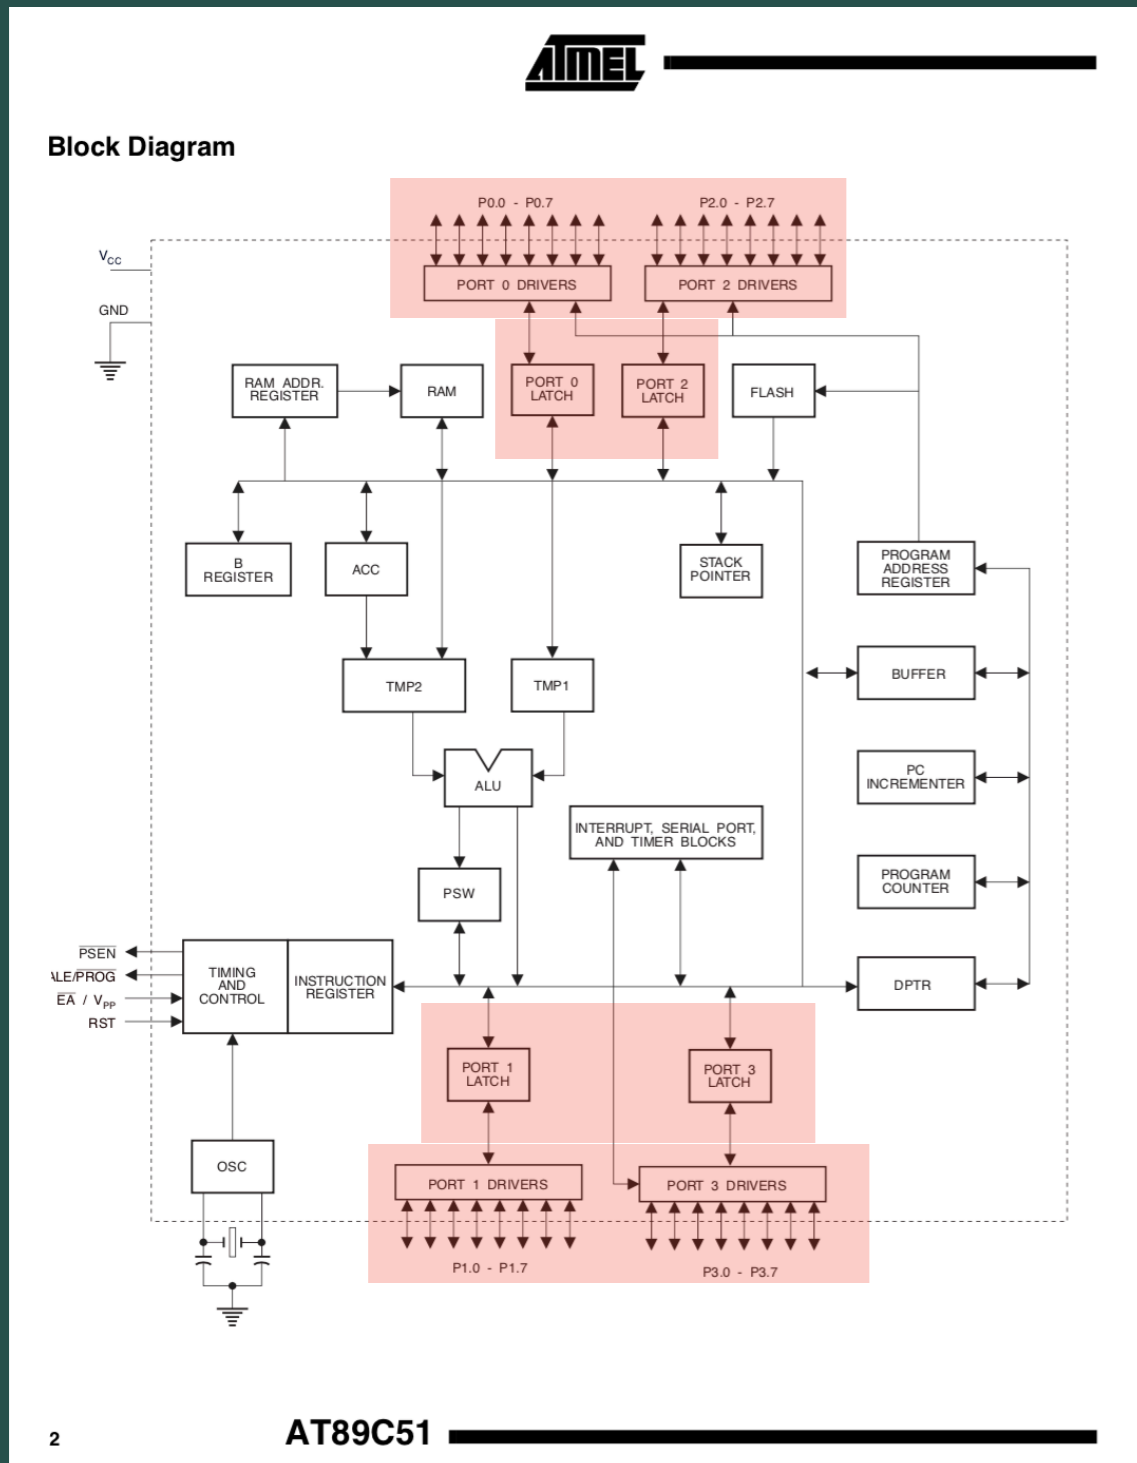 ATMEL
Block Diagram
P0.0 - P0.7
P2.0 - P2.7
VCC
PORT 0 DRIVERS
PORT 2 DRIVERS
GND
RAM ADDR.
REGISTER
RAM
PORT 0
LATCH
PORT 2
LATCH
FLASH
B
REGISTER
ACC
STACK
POINTER
PROGRAM
ADDRESS
REGISTER
TMP2
TMP1
BUFFER
ALU
PC
INCREMENTER
INTERRUPT, SERIAL PORT,
AND TIMER BLOCKS
PSW
PROGRAM
COUNTER
PSEN
ALE/PROG
EA / VPP
RST
TIMING
AND
CONTROL
INSTRUCTION
REGISTER
DPTR
PORT 1
LATCH
PORT 3
LATCH
OSC
PORT 1 DRIVERS
PORT 3 DRIVERS
P1.0 - P1.7
P3.0 - P3.7
2
AT89C51